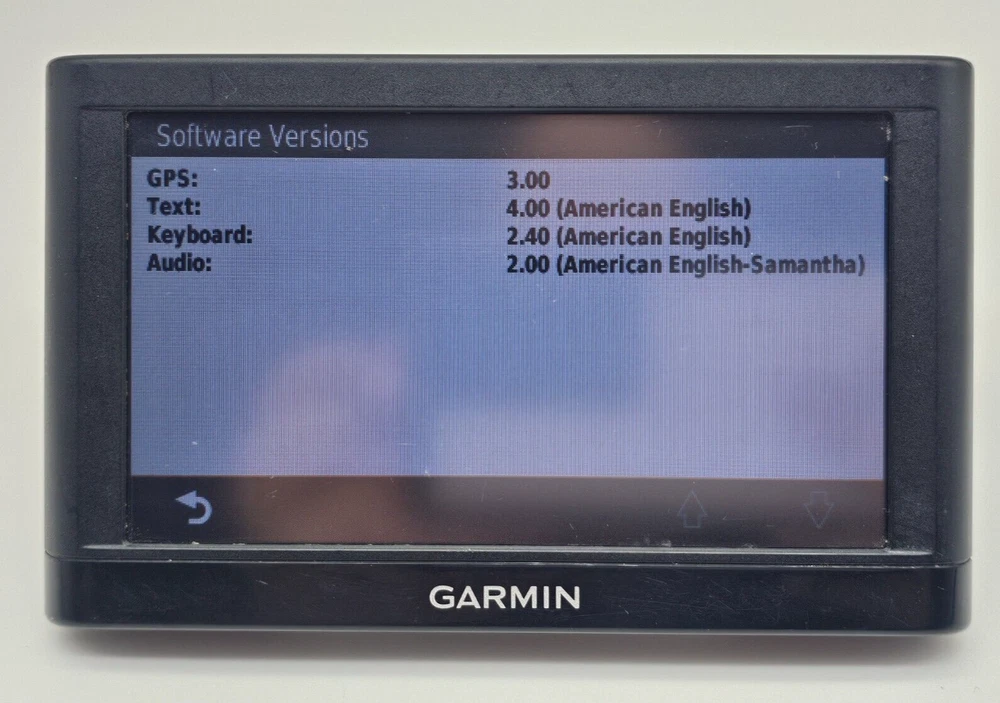 Software Versions
GPS: 3.00
Text: 4.00 (American English)
Keyboard: 2.40 (American English)
Audio: 2.00 (American English-Samantha)
GARMIN